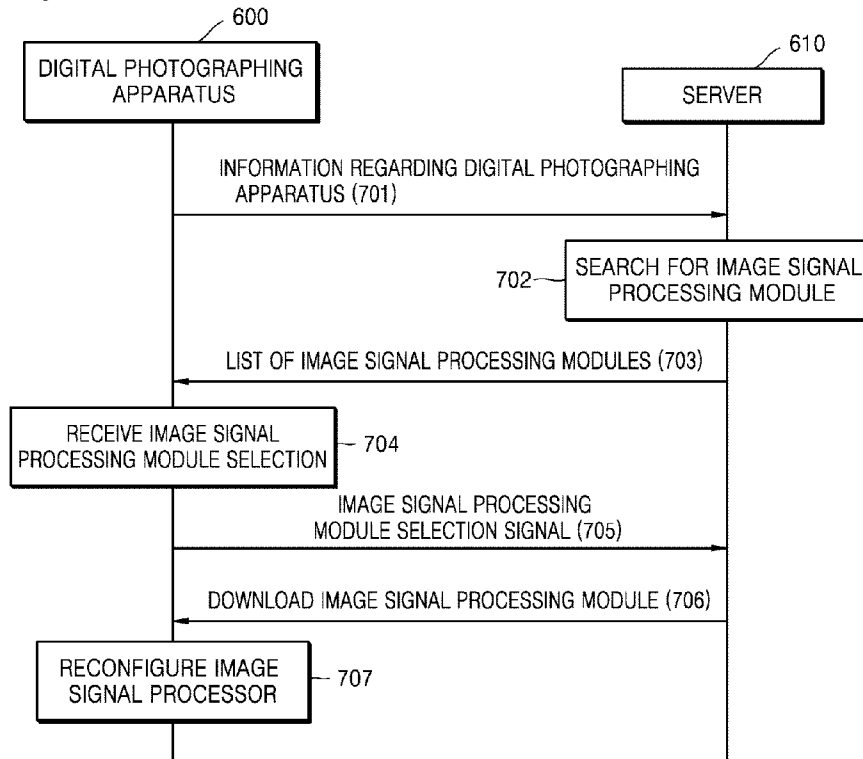 600
DIGITAL PHOTOGRAPHING
APPARATUS
610
SERVER
INFORMATION REGARDING DIGITAL PHOTOGRAPHING
APPARATUS (701)
702
SEARCH FOR IMAGE SIGNAL
PROCESSING MODULE
LIST OF IMAGE SIGNAL PROCESSING MODULES (703)
RECEIVE IMAGE SIGNAL
PROCESSING MODULE SELECTION
704
IMAGE SIGNAL PROCESSING
MODULE SELECTION SIGNAL (705)
DOWNLOAD IMAGE SIGNAL PROCESSING MODULE (706)
RECONFIGURE IMAGE
SIGNAL PROCESSOR
707